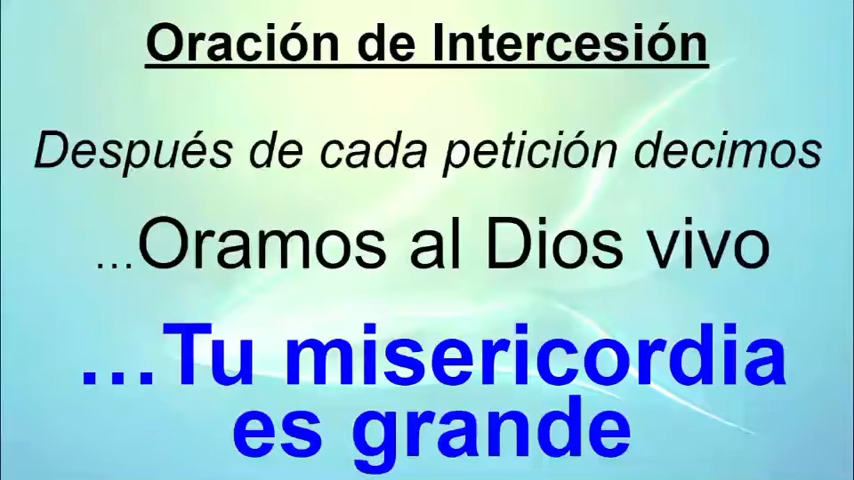 Oración de Intercesión
Después de cada petición decimos
...Oramos al Dios vivo
...Tu misericordia
es grande